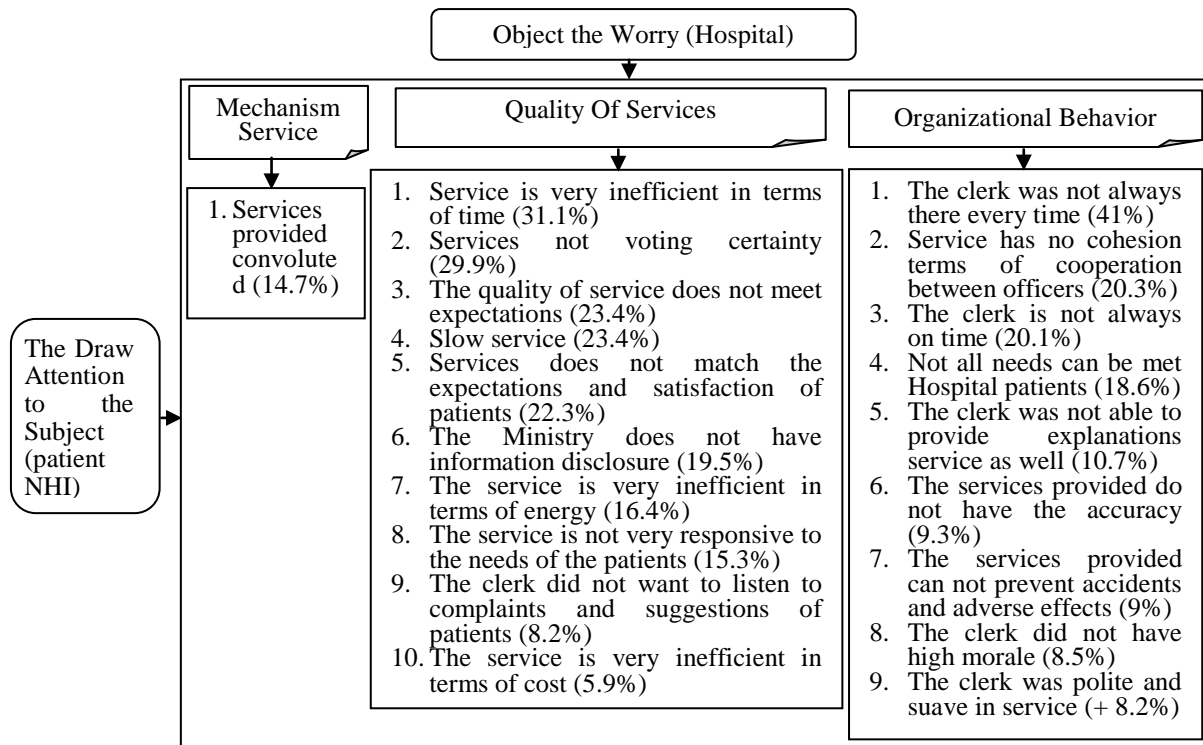 Object the Worry (Hospital)
Mechanism
Service
Quality Of Services
Organizational Behavior
1. Services
provided
convolute
d (14.7%)
1. Service is very inefficient in terms
of time (31.1%)
2. Services not voting certainty
(29.9%)
3. The quality of service does not meet
expectations (23.4%)
4. Slow service (23.4%)
5. Services does not match the
expectations and satisfaction of
patients (22.3%)
6. The Ministry does not have
information disclosure (19.5%)
7. The service is very inefficient in
terms of energy (16.4%)
8. The service is not very responsive to
the needs of the patients (15.3%)
9. The clerk did not want to listen to
complaints and suggestions of
patients (8.2%)
10. The service is very inefficient in
terms of cost (5.9%)
1. The clerk was not always
there every time (41%)
2. Service has no cohesion
terms of cooperation
between officers (20.3%)
3. The clerk is not always
on time (20.1%)
4. Not all needs can be met
Hospital patients (18.6%)
5. The clerk was not able to
provide explanations
service as well (10.7%)
6. The services provided do
not have the accuracy
(9.3%)
7. The services provided
can not prevent accidents
and adverse effects (9%)
8. The clerk did not have
high morale (8.5%)
9. The clerk was polite and
suave in service (+ 8.2%)
The Draw
Attention
to the
Subject
(patient
NHI)